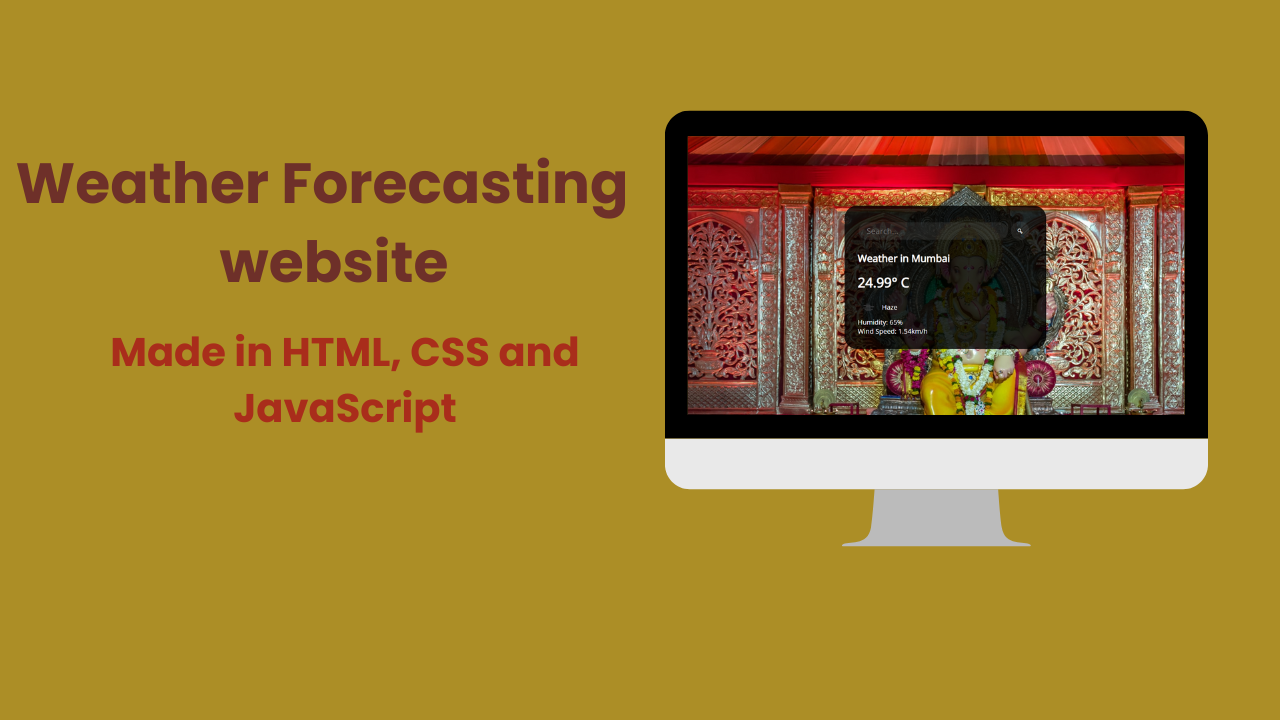 Weather Forecasting
website
Made in HTML, CSS and
JavaScript
Search
Weather in Mumbai
24.99° C
Haze
Humidity: 65%
Wind Speed: 1.54km/h